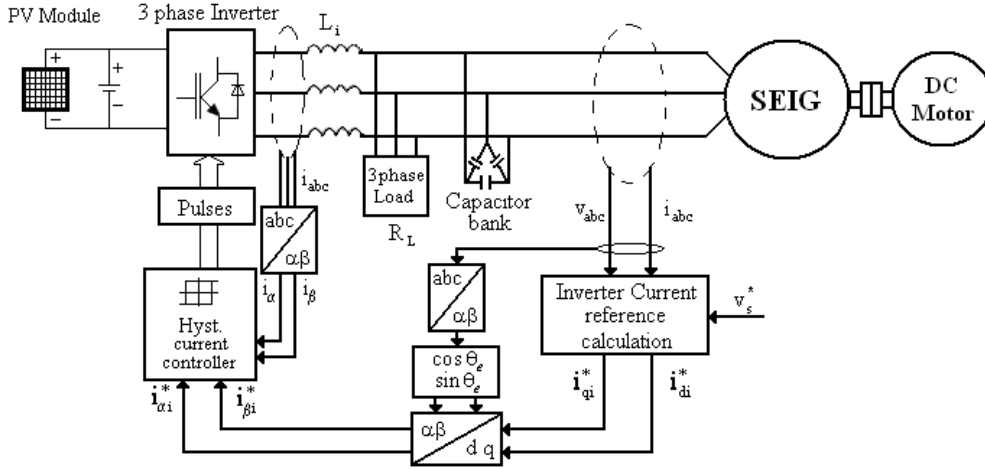 PV Module
3 phase Inverter
L i
+
−
+
−
SEIG
DC
Motor
i abc
3phase
Load
R L
Capacitor
bank
v abc
i abc
Pulses
abc
αβ
i α
i β
abc
αβ
Hyst.
current
controller
Inverter Current
reference
calculation
v s *
cos θ e
sin θ e
i αi *
i βi *
i qi *
i di *
αβ
d q